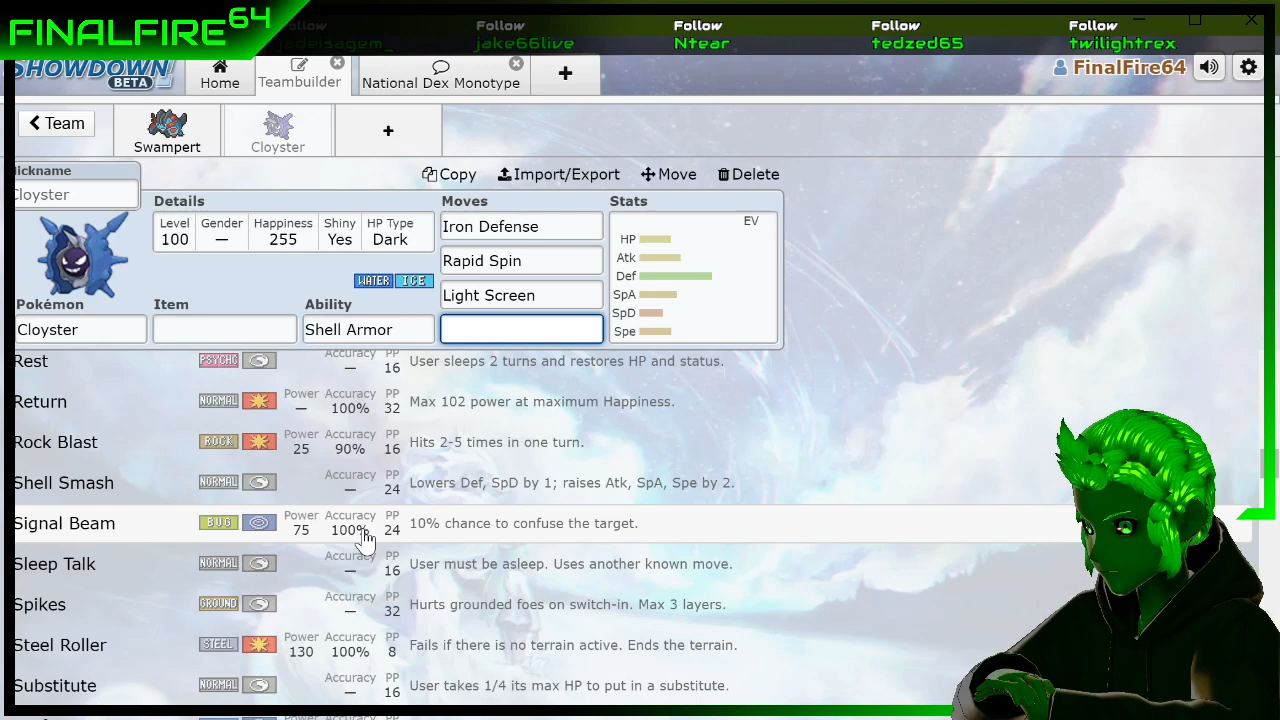 FINALFIRE64
Follow
jadeisagem_
Follow
jake66live
Follow
Ntear
Follow
tedzed65
Follow
twilightrex
SHOWDOWN
BETA
Home
Teambuilder
National Dex Monotype
+
FinalFire64
Team
Swampert
Cloyster
+
Copy
Import/Export
Move
Delete
ickname
Cloyster
Details
Level
100
Gender
—
Happiness
255
Shiny
Yes
HP Type
Dark
WATER ICE
Pokémon
Cloyster
Item
Ability
Shell Armor
Moves
Iron Defense
Rapid Spin
Light Screen
Stats
EV
HP
Atk
Def
SpA
SpD
Spe
Rest PSYCHC Accuracy — PP 16 User sleeps 2 turns and restores HP and status.
Return NORMAL Power — Accuracy 100% PP 32 Max 102 power at maximum Happiness.
Rock Blast ROCK Power 25 Accuracy 90% PP 16 Hits 2-5 times in one turn.
Shell Smash NORMAL Accuracy — PP 24 Lowers Def, SpD by 1; raises Atk, SpA, Spe by 2.
Signal Beam BUG Power 75 Accuracy 100% PP 24 10% chance to confuse the target.
Sleep Talk NORMAL Accuracy — PP 16 User must be asleep. Uses another known move.
Spikes GROUND Accuracy — PP 32 Hurts grounded foes on switch-in. Max 3 layers.
Steel Roller STEEL Power 130 Accuracy 100% PP 8 Fails if there is no terrain active. Ends the terrain.
Substitute NORMAL Accuracy — PP 16 User takes 1/4 its max HP to put in a substitute.